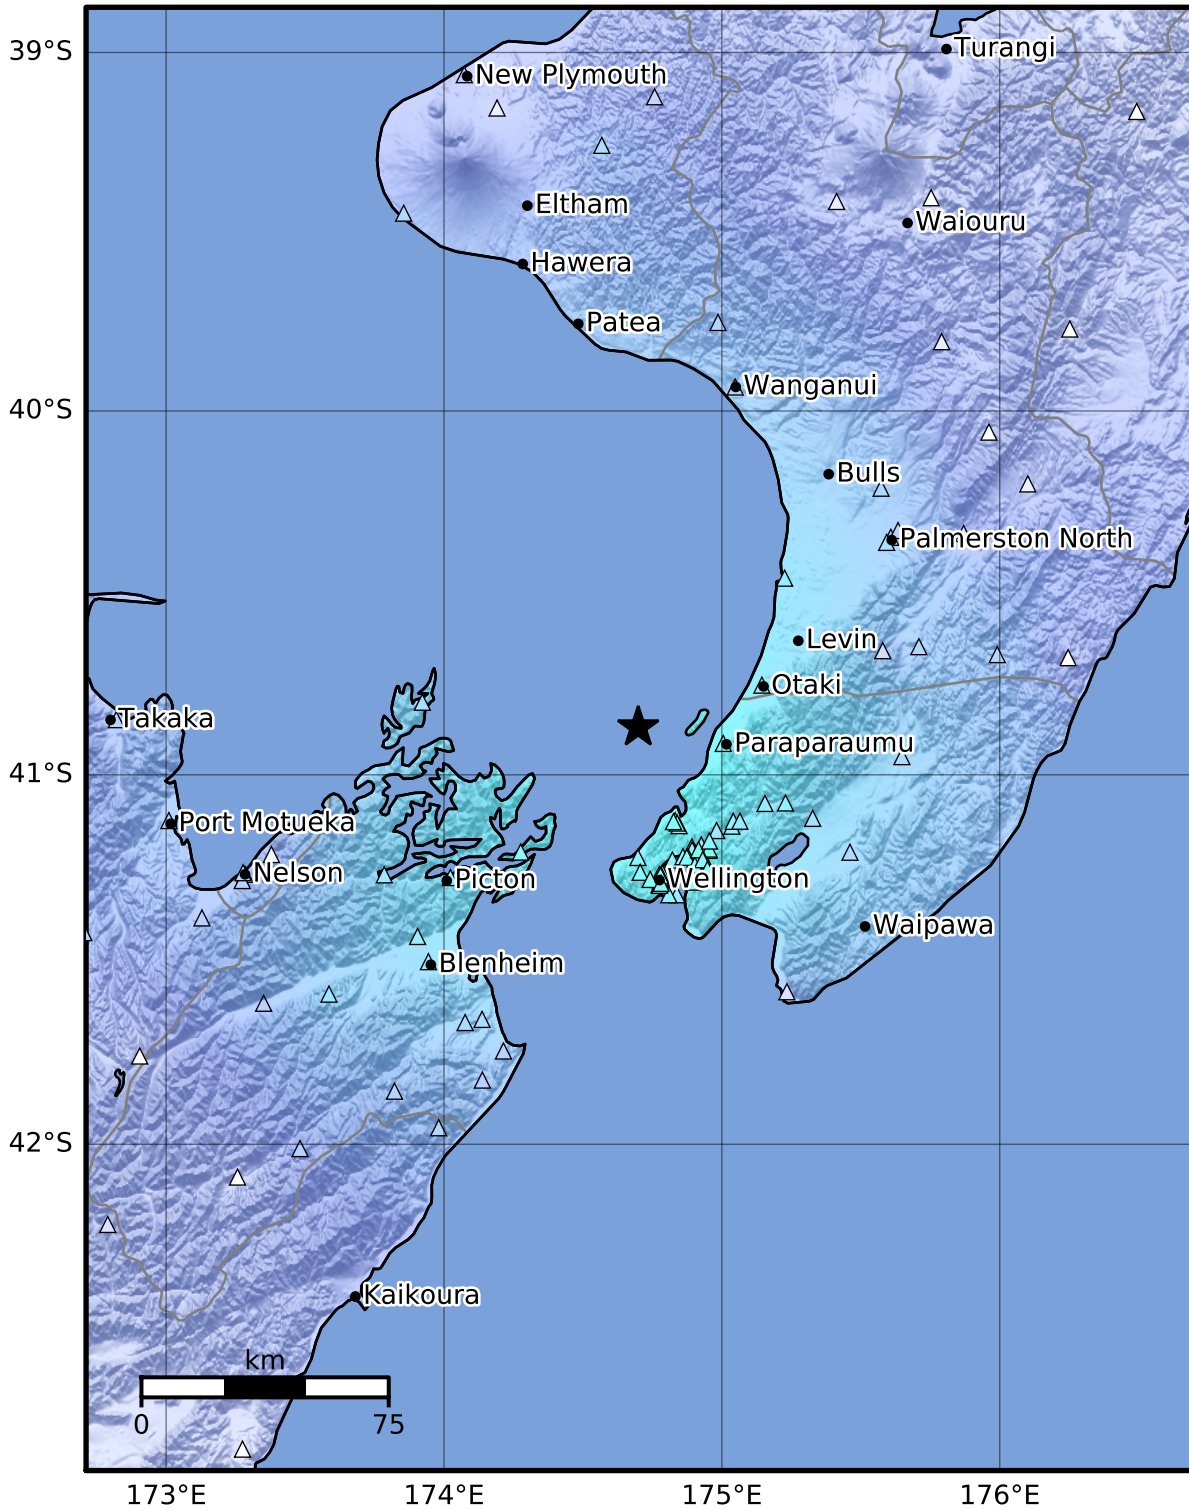 39°S
Turangi
New Plymouth
Eltham
Waiouru
Hawera
Patea
Wanganui
40°S
Bulls
Palmerston North
Levin
Otaki
Takaka
Paraparaumu
41°S
Port Motueka
Nelson
Picton
Wellington
Waipawa
Blenheim
42°S
Kaikoura
km
0
75
173°E
174°E
175°E
176°E